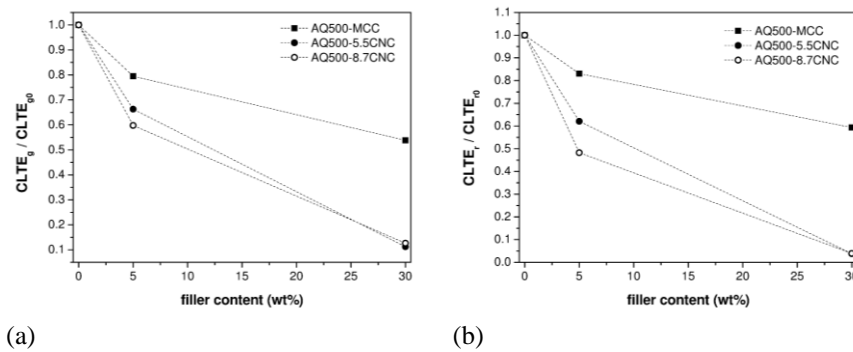 AQ500-MCC
AQ500-5.5CNC
AQ500-8.7CNC
1.0
0.9
0.8
0.7
0.6
0.5
0.4
0.3
0.2
0.1
CLTEg / CLTEg0
0 5 10 15 20 25 30
filler content (wt%)
(a)
AQ500-MCC
AQ500-5.5CNC
AQ500-8.7CNC
1.1
1.0
0.9
0.8
0.7
0.6
0.5
0.4
0.3
0.2
0.1
0.0
CLTEr / CLTEr0
0 5 10 15 20 25 30
filler content (wt%)
(b)